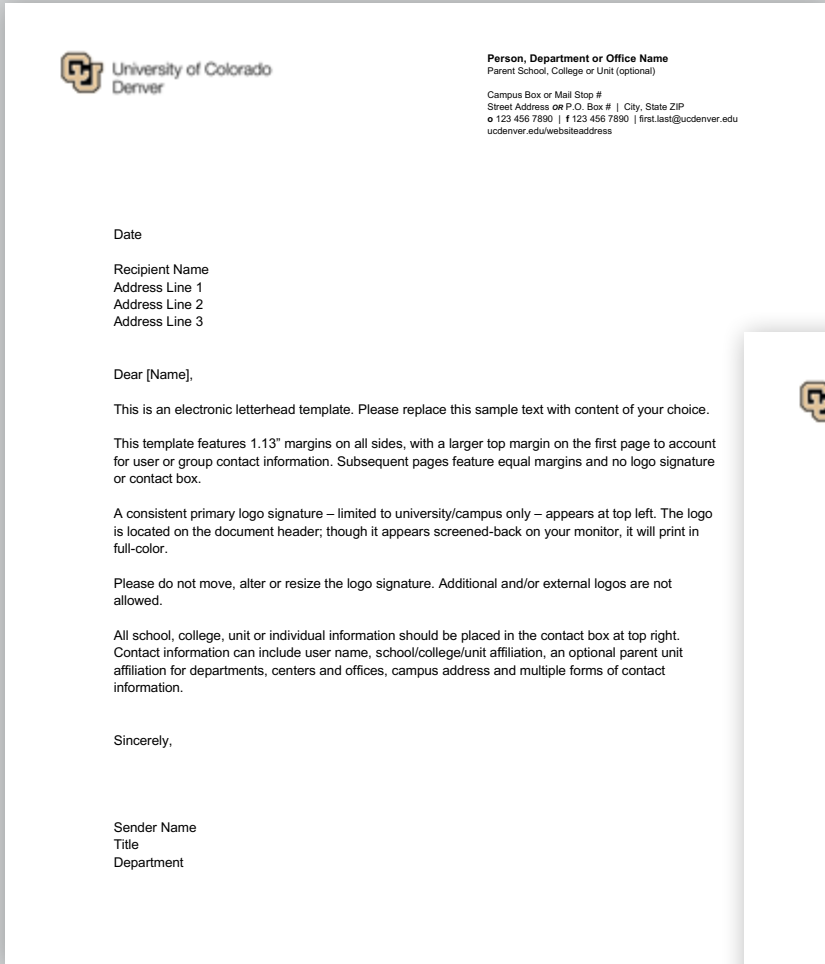 University of Colorado
Denver
Person, Department or Office Name
Parent School, College or Unit (optional)
Campus Box or Mail Stop #
Street Address OR P.O. Box # | City, State ZIP
o 123 456 7890 | f 123 456 7890 | first.last@ucdenver.edu
ucdenver.edu/websiteaddress
Date
Recipient Name
Address Line 1
Address Line 2
Address Line 3
Dear [Name],
This is an electronic letterhead template. Please replace this sample text with content of your choice.
This template features 1.13” margins on all sides, with a larger top margin on the first page to account
for user or group contact information. Subsequent pages feature equal margins and no logo signature
or contact box.
A consistent primary logo signature – limited to university/campus only – appears at top left. The logo
is located on the document header; though it appears screened-back on your monitor, it will print in
full-color.
Please do not move, alter or resize the logo signature. Additional and/or external logos are not
allowed.
All school, college, unit or individual information should be placed in the contact box at top right.
Contact information can include user name, school/college/unit affiliation, an optional parent unit
affiliation for departments, centers and offices, campus address and multiple forms of contact
information.
Sincerely,
Sender Name
Title
Department